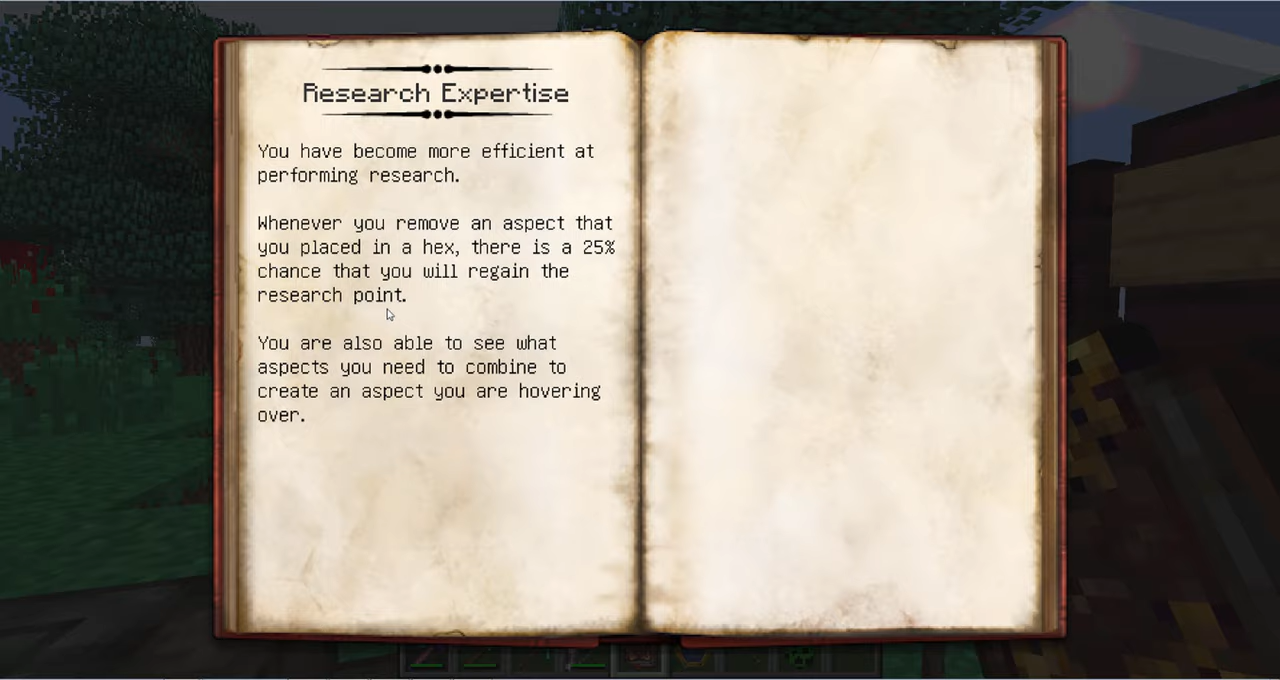 Research Expertise
You have become more efficient at
performing research.
Whenever you remove an aspect that
you placed in a hex, there is a 25%
chance that you will regain the
research point.
You are also able to see what
aspects you need to combine to
create an aspect you are hovering
over.